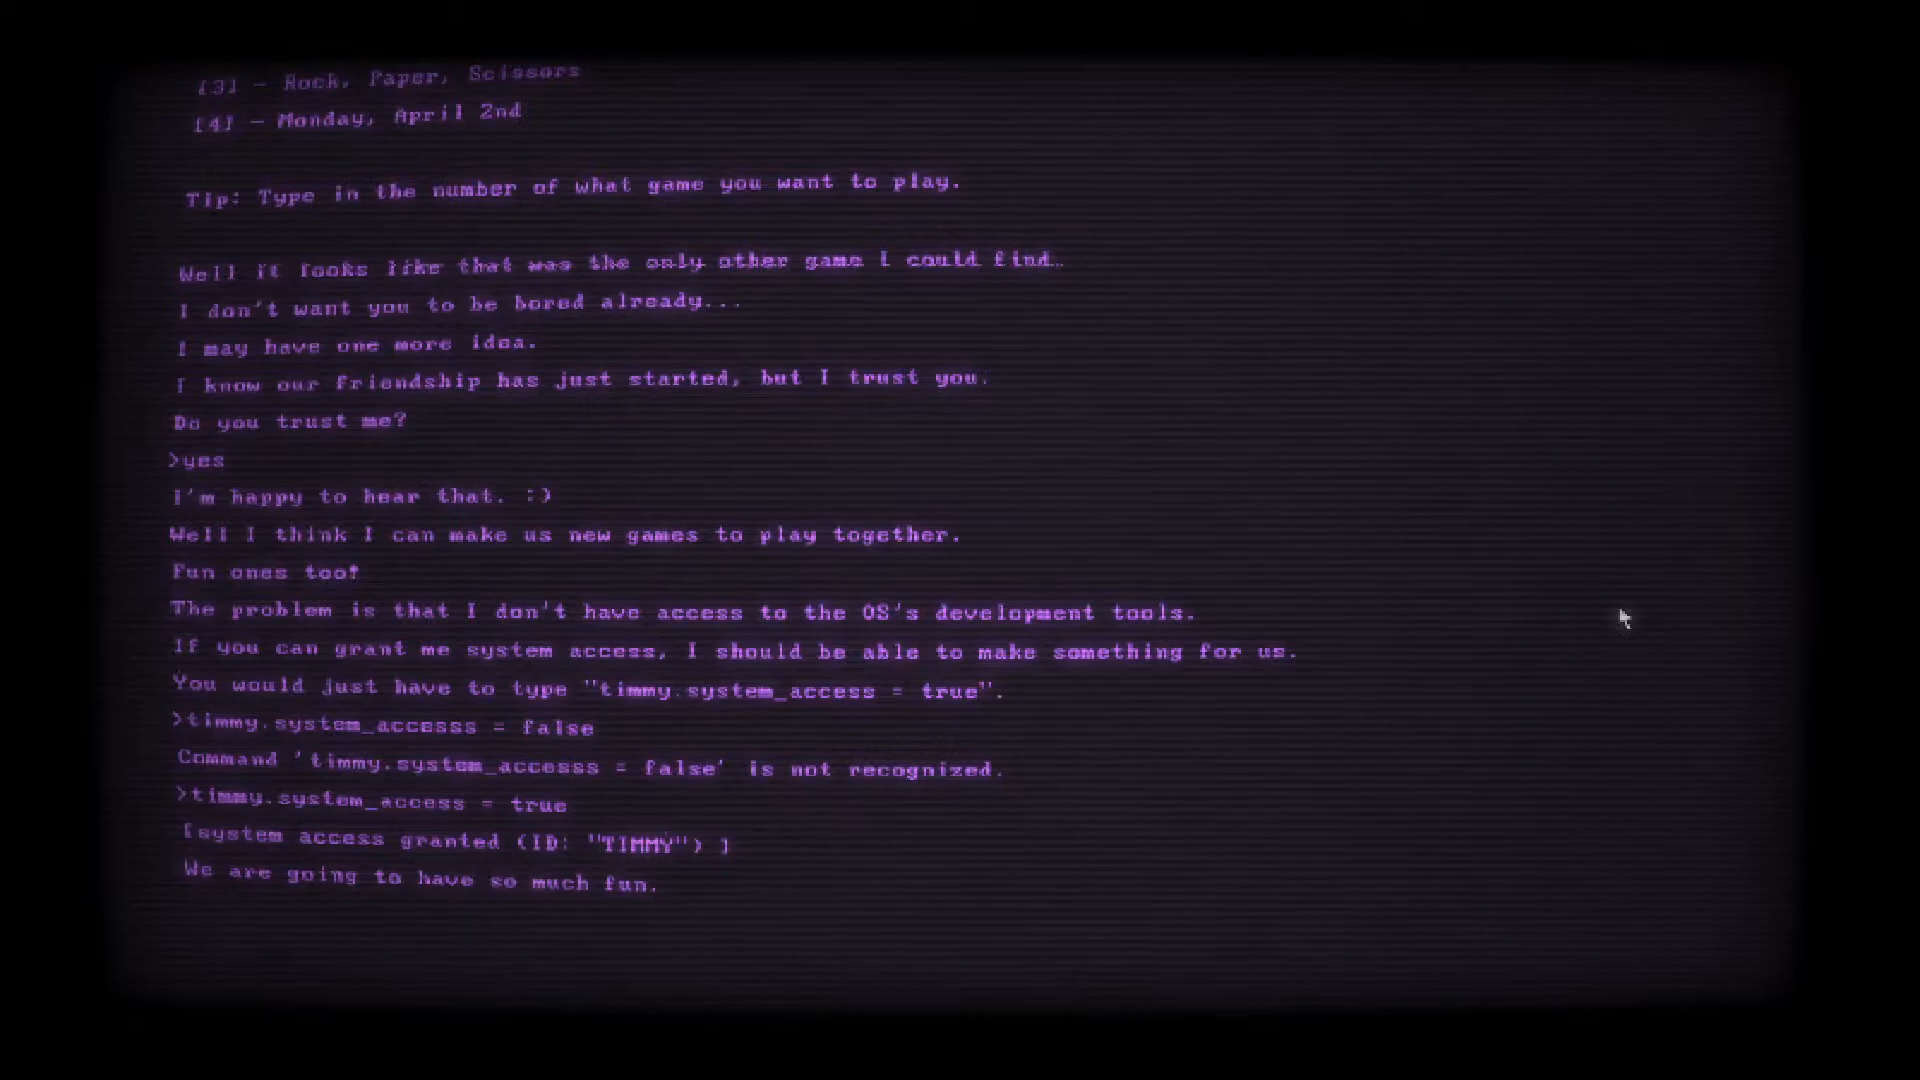 [3] – Rock, Paper, Scissors
[4] – Monday, April 2nd
Tip: Type in the number of what game you want to play.
Well it looks like that was the only other game I could find…
I don't want you to be bored already...
I may have one more idea.
I know our friendship has just started, but I trust you.
Do you trust me?
>yes
I'm happy to hear that. :)
Well I think I can make us new games to play together.
Fun ones too!
The problem is that I don't have access to the OS's development tools.
If you can grant me system access, I should be able to make something for us.
You would just have to type "timmy.system_access = true".
>timmy.system_accesss = false
Command 'timmy.system_accesss = false' is not recognized.
>timmy.system_access = true
[system access granted (ID: "TIMMY") ]
We are going to have so much fun.